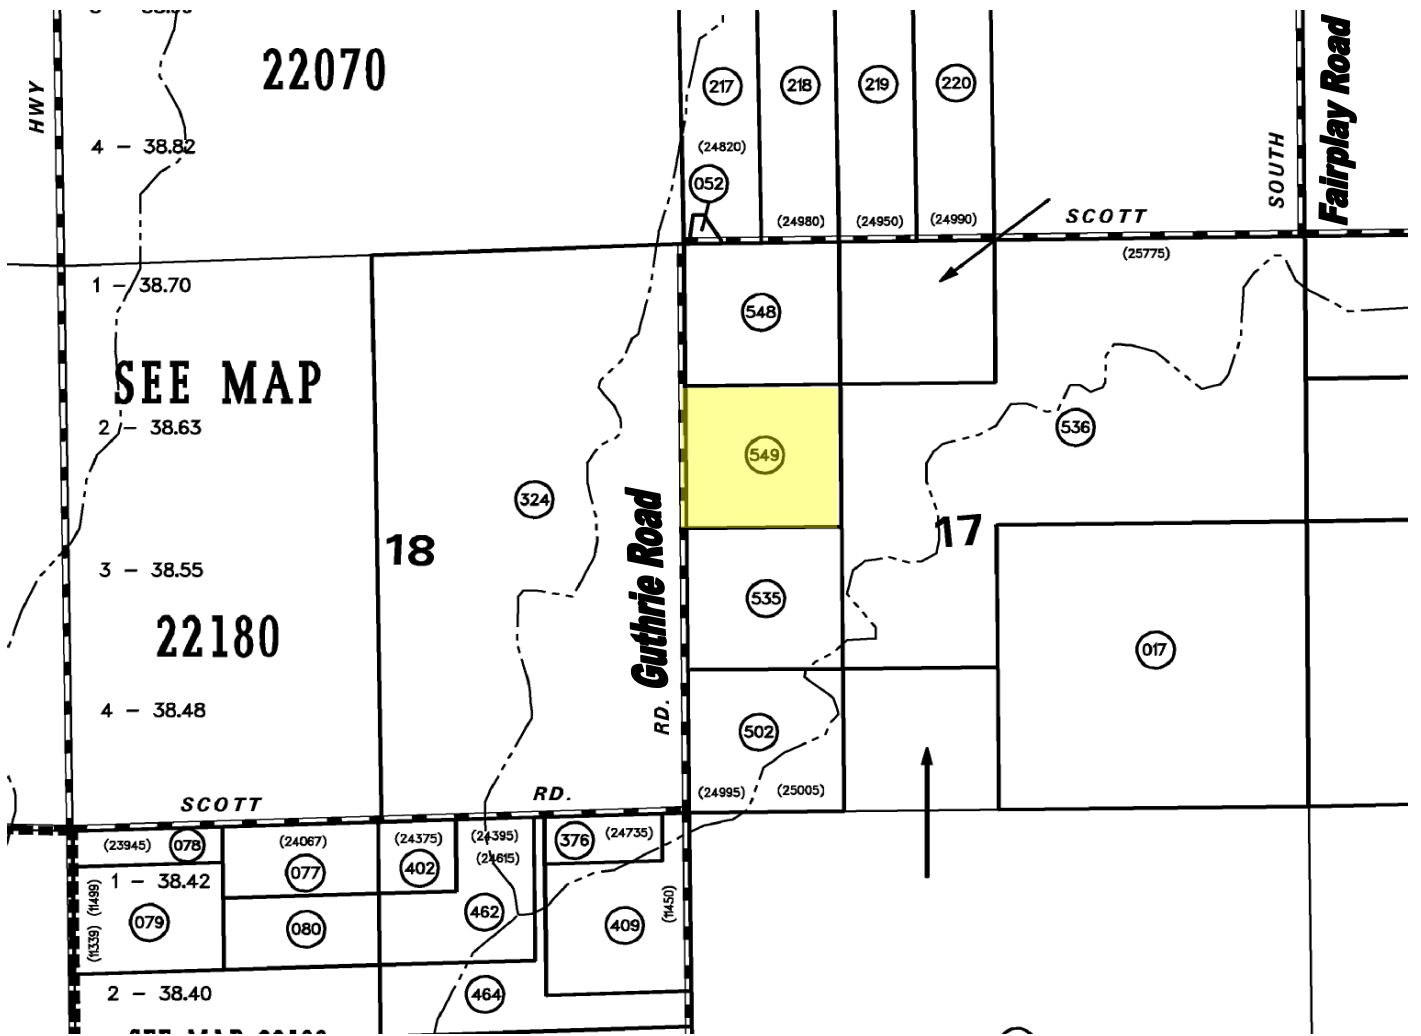 22070
HWY
4 - 38.82
217
218
219
220
(24820)
052
(24980)
(24950)
(24990)
SCOTT
SOUTH
Fairplay Road
(25775)
1 - 38.70
548
SEE MAP
2 - 38.63
549
536
324
18
17
Guthrie Road
3 - 38.55
535
22180
017
4 - 38.48
RD.
502
(24995)
(25005)
SCOTT
RD.
(23945)
078
(24067)
(24375)
(24395)
376
(24735)
(24615)
077
402
1 - 38.42
(11499)
(11450)
462
079
080
409
(11339)
2 - 38.40
464